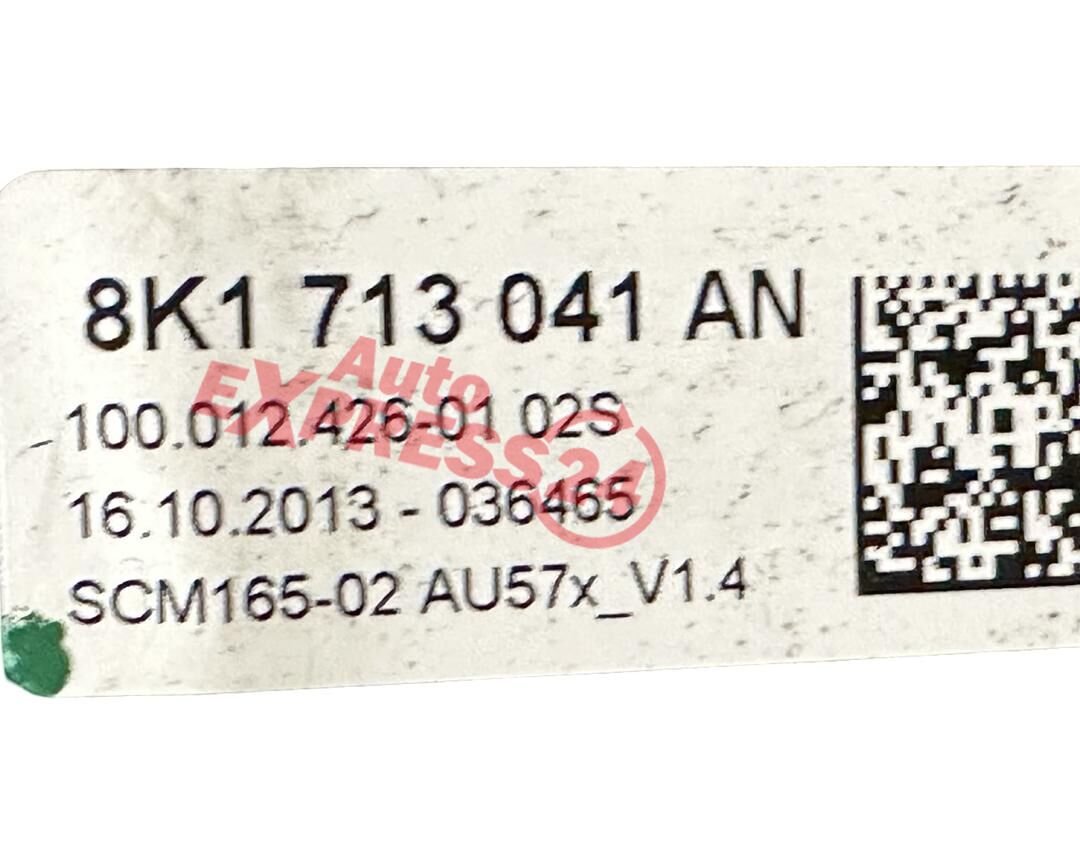 8K1 713 041 AN
Auto
EXPRESS24
100.012.426-01 02S
16.10.2013 - 036465
SCM165-02 AU57x_V1.4